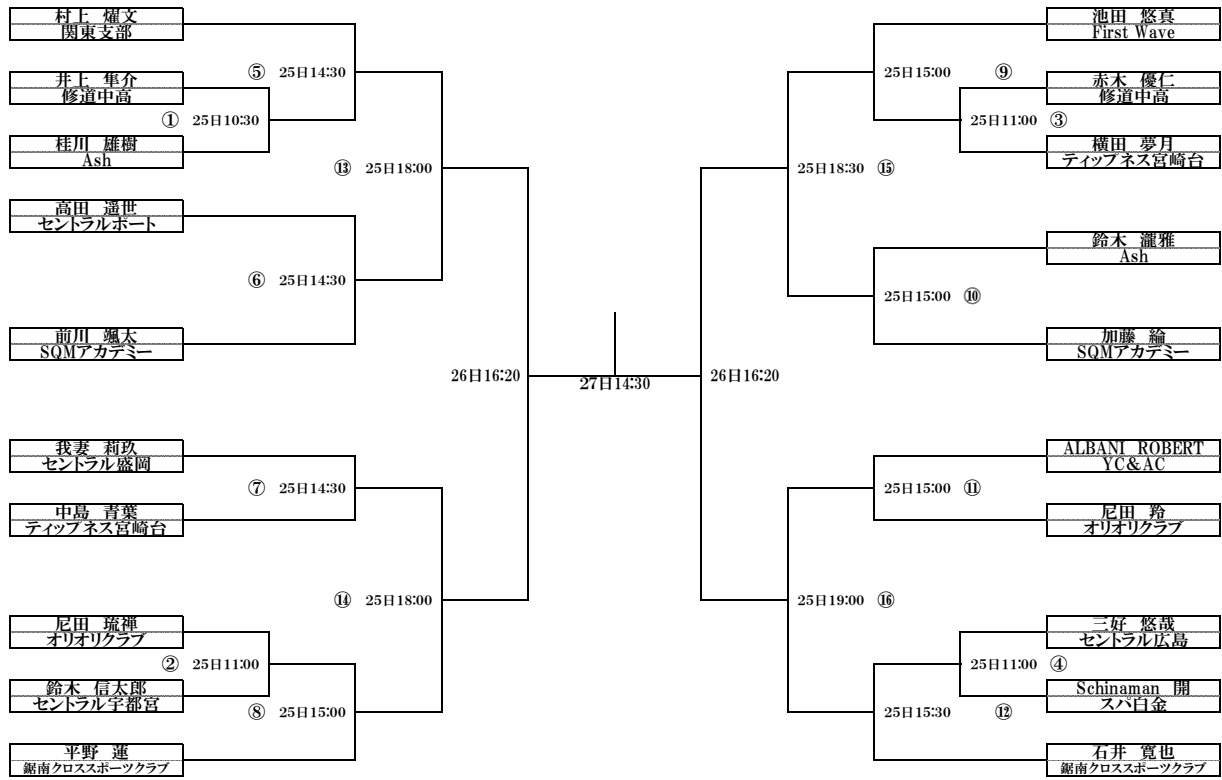 村上 燿文
関東支部
⑤ 25日14:30
井上 隼介
修道中高
① 25日10:30
桂川 雄樹
Ash
⑬ 25日18:00
高田 遥世
セントラルポート
⑥ 25日14:30
前川 颯太
SQMアカデミー
26日16:20
我妻 莉玖
セントラル盛岡
⑦ 25日14:30
中島 青葉
ティップネス宮崎台
⑭ 25日18:00
尼田 琉禅
オリオリクラブ
② 25日11:00
鈴木 信太郎
セントラル宇都宮
⑧ 25日15:00
平野 蓮
鋸南クロススポーツクラブ
27日14:30
池田 悠真
First Wave
25日15:00 ⑨
赤木 優仁
修道中高
25日11:00 ③
横田 夢月
ティップネス宮崎台
25日18:30 ⑮
鈴木 瀧雅
Ash
25日15:00 ⑩
加藤 綸
SQMアカデミー
26日16:20
ALBANI ROBERT
YC&AC
25日15:00 ⑪
尼田 羚
オリオリクラブ
25日19:00 ⑯
三好 悠哉
セントラル広島
25日11:00 ④
Schinaman 開
スパ白金
25日15:30 ⑫
石井 寛也
鋸南クロススポーツクラブ